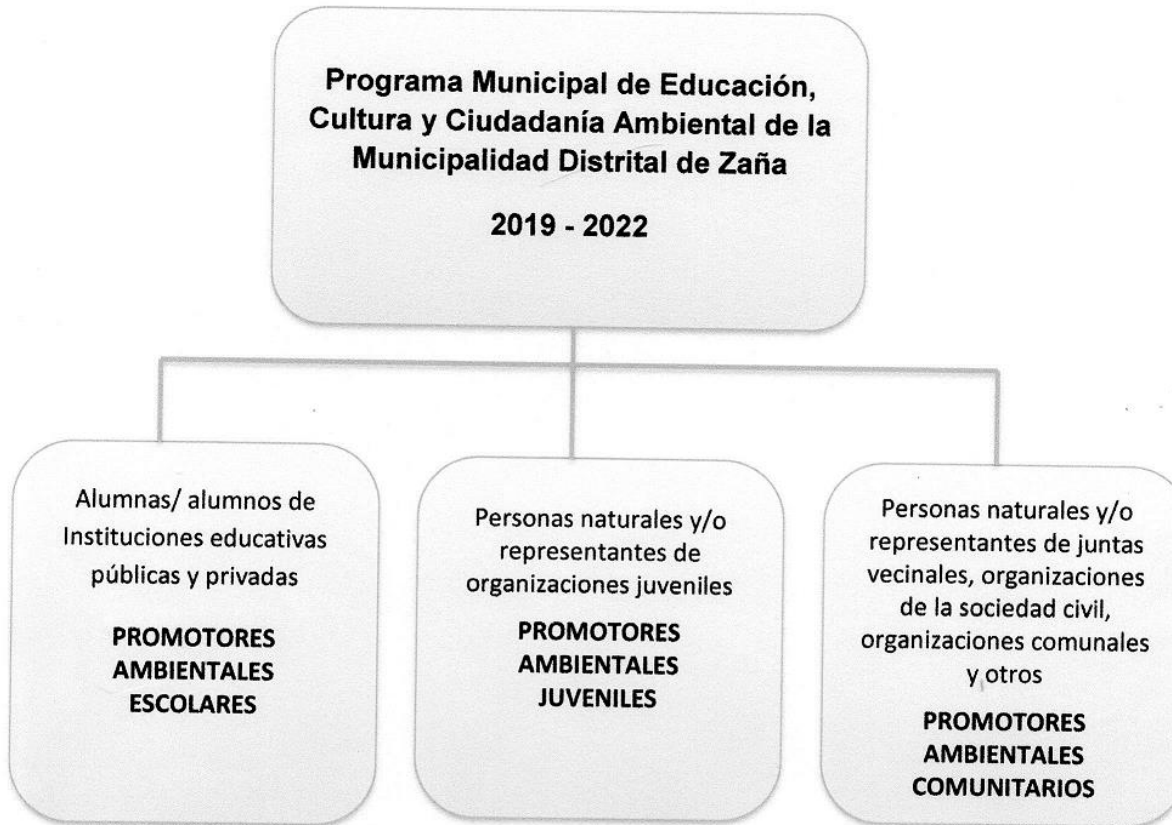 Programa Municipal de Educación,
Cultura y Ciudadanía Ambiental de la
Municipalidad Distrital de Zaña
2019 - 2022
Alumnas/ alumnos de
Instituciones educativas
públicas y privadas
PROMOTORES
AMBIENTALES
ESCOLARES
Personas naturales y/o
representantes de
organizaciones juveniles
PROMOTORES
AMBIENTALES
JUVENILES
Personas naturales y/o
representantes de juntas
vecinales, organizaciones
de la sociedad civil,
organizaciones comunales
y otros
PROMOTORES
AMBIENTALES
COMUNITARIOS